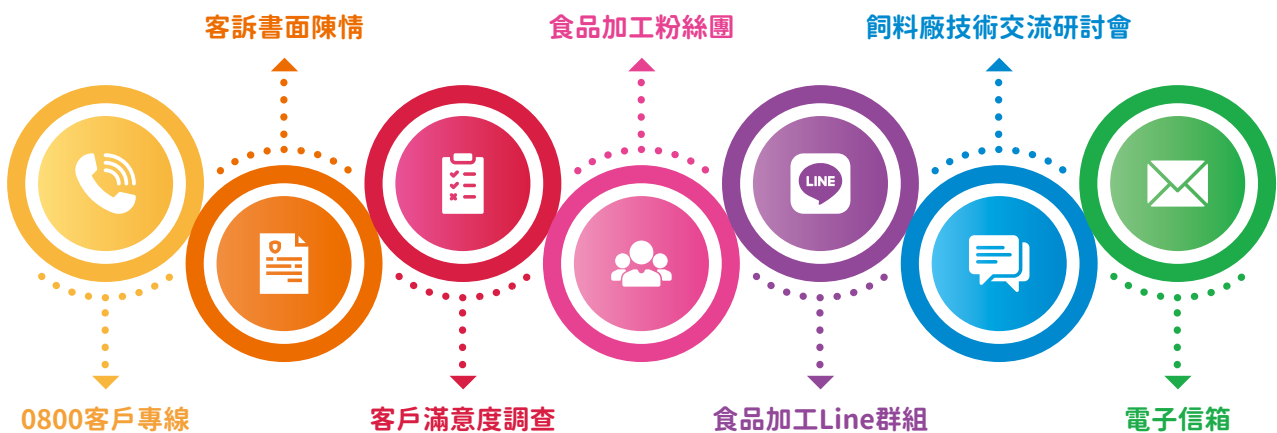 客訴書面陳情
食品加工粉絲團
飼料廠技術交流研討會
LINE
0800客戶專線
客戶滿意度調查
食品加工Line群組
電子信箱